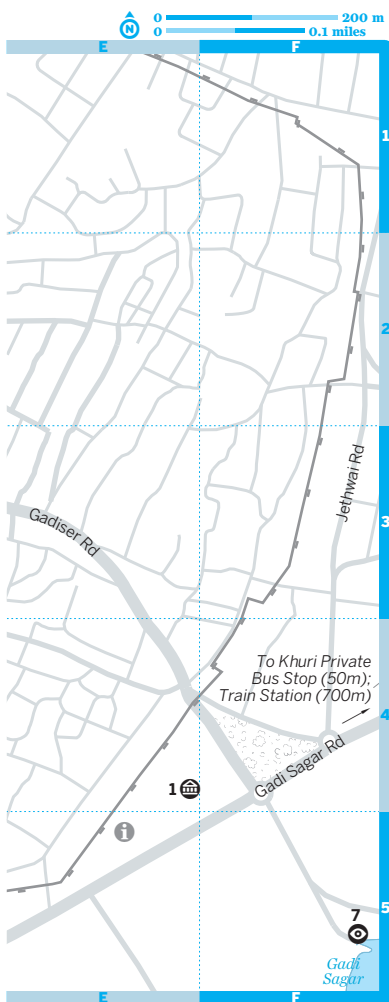 N
0 200 m
0 0.1 miles
E F
1
2
3
4
5
Gadiser Rd
Jethwai Rd
To Khuri Private
Bus Stop (50m);
Train Station (700m)
Gadi Sagar Rd
1
i
7
Gadi
Sagar
E F